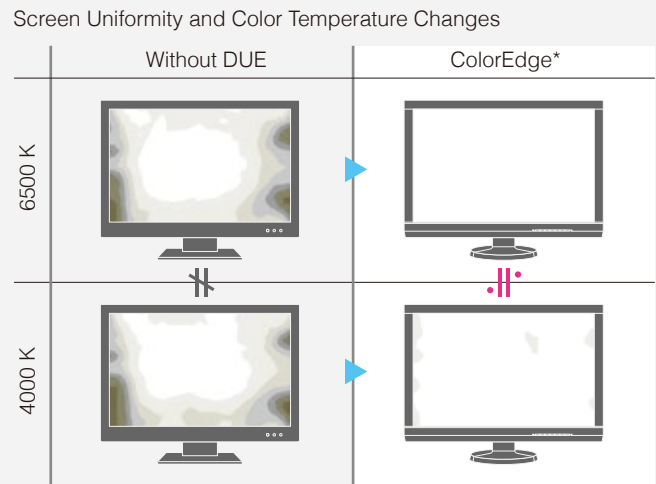 Screen Uniformity and Color Temperature Changes
Without DUE
ColorEdge*
6500 K
4000 K